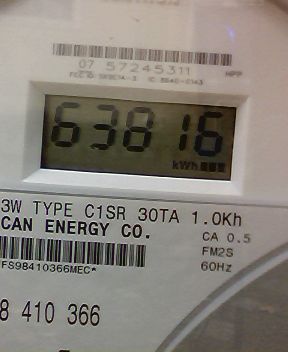 07 57245311
HPP
63816
kWh
3W TYPE C1SR 30TA 1.0Kh
CAN ENERGY CO.
CA 0.5
FM2S
FS98410366MEC*
60Hz
8 410 366